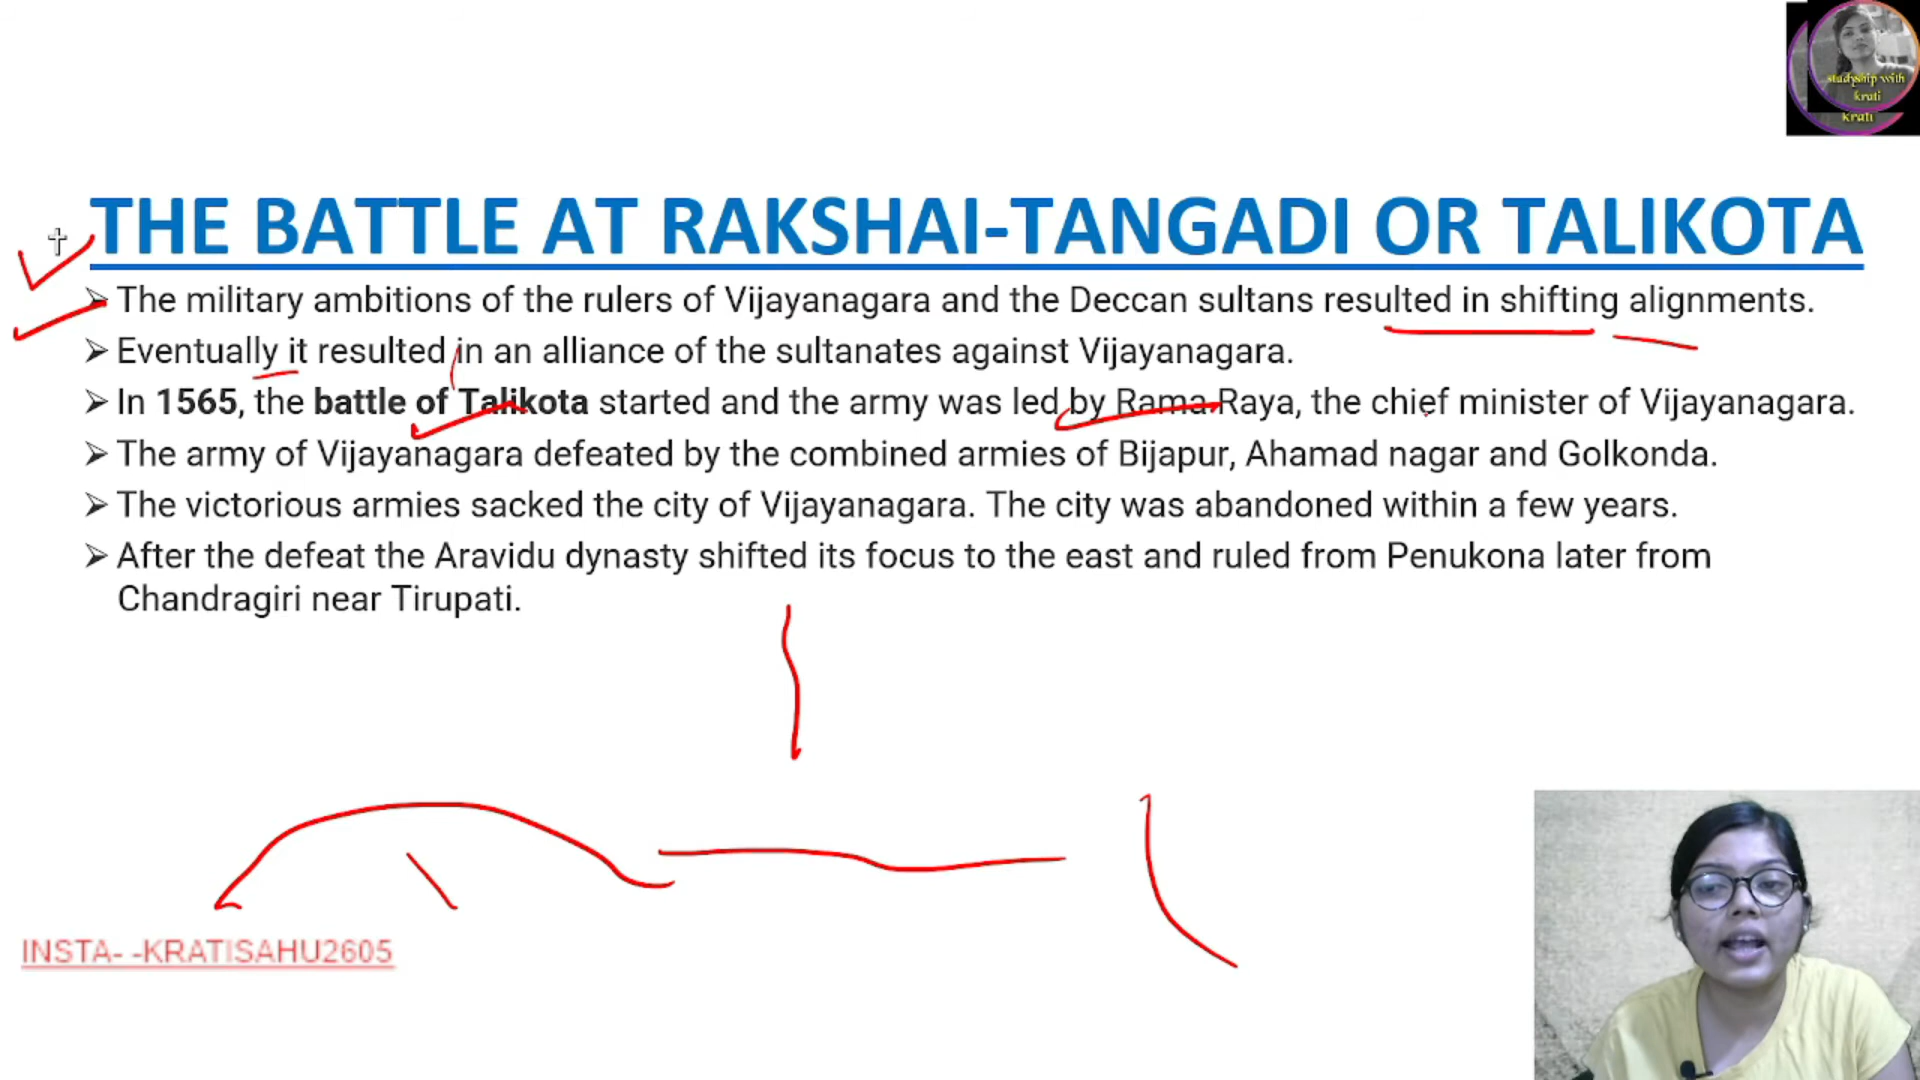 studyship with
krati
krati
THE BATTLE AT RAKSHAI-TANGADI OR TALIKOTA
➢ The military ambitions of the rulers of Vijayanagara and the Deccan sultans resulted in shifting alignments.
➢ Eventually it resulted in an alliance of the sultanates against Vijayanagara.
➢ In 1565, the battle of Talikota started and the army was led by Rama Raya, the chief minister of Vijayanagara.
➢ The army of Vijayanagara defeated by the combined armies of Bijapur, Ahamad nagar and Golkonda.
➢ The victorious armies sacked the city of Vijayanagara. The city was abandoned within a few years.
➢ After the defeat the Aravidu dynasty shifted its focus to the east and ruled from Penukona later from
Chandragiri near Tirupati.
INSTA- -KRATISAHU2605